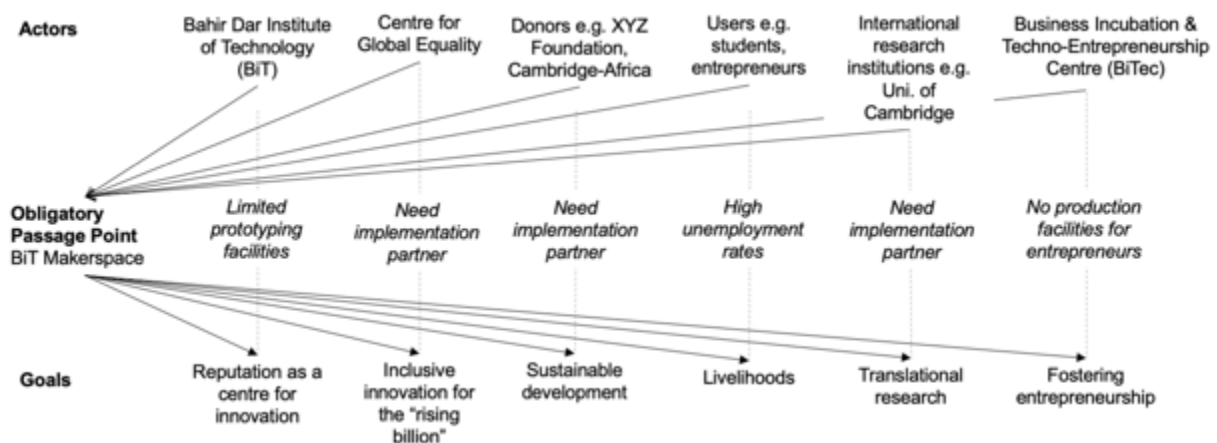 Actors
Bahir Dar Institute
of Technology
(BiT)
Centre for
Global Equality
Donors e.g. XYZ
Foundation,
Cambridge-Africa
Users e.g.
students,
entrepreneurs
International
research
institutions e.g.
Uni. of
Cambridge
Business Incubation &
Techno-Entrepreneurship
Centre (BiTec)
Obligatory
Passage Point
BiT Makerspace
Limited
prototyping
facilities
Need
implementation
partner
Need
implementation
partner
High
unemployment
rates
Need
implementation
partner
No production
facilities for
entrepreneurs
Goals
Reputation as a
centre for
innovation
Inclusive
innovation for
the “rising
billion”
Sustainable
development
Livelihoods
Translational
research
Fostering
entrepreneurship